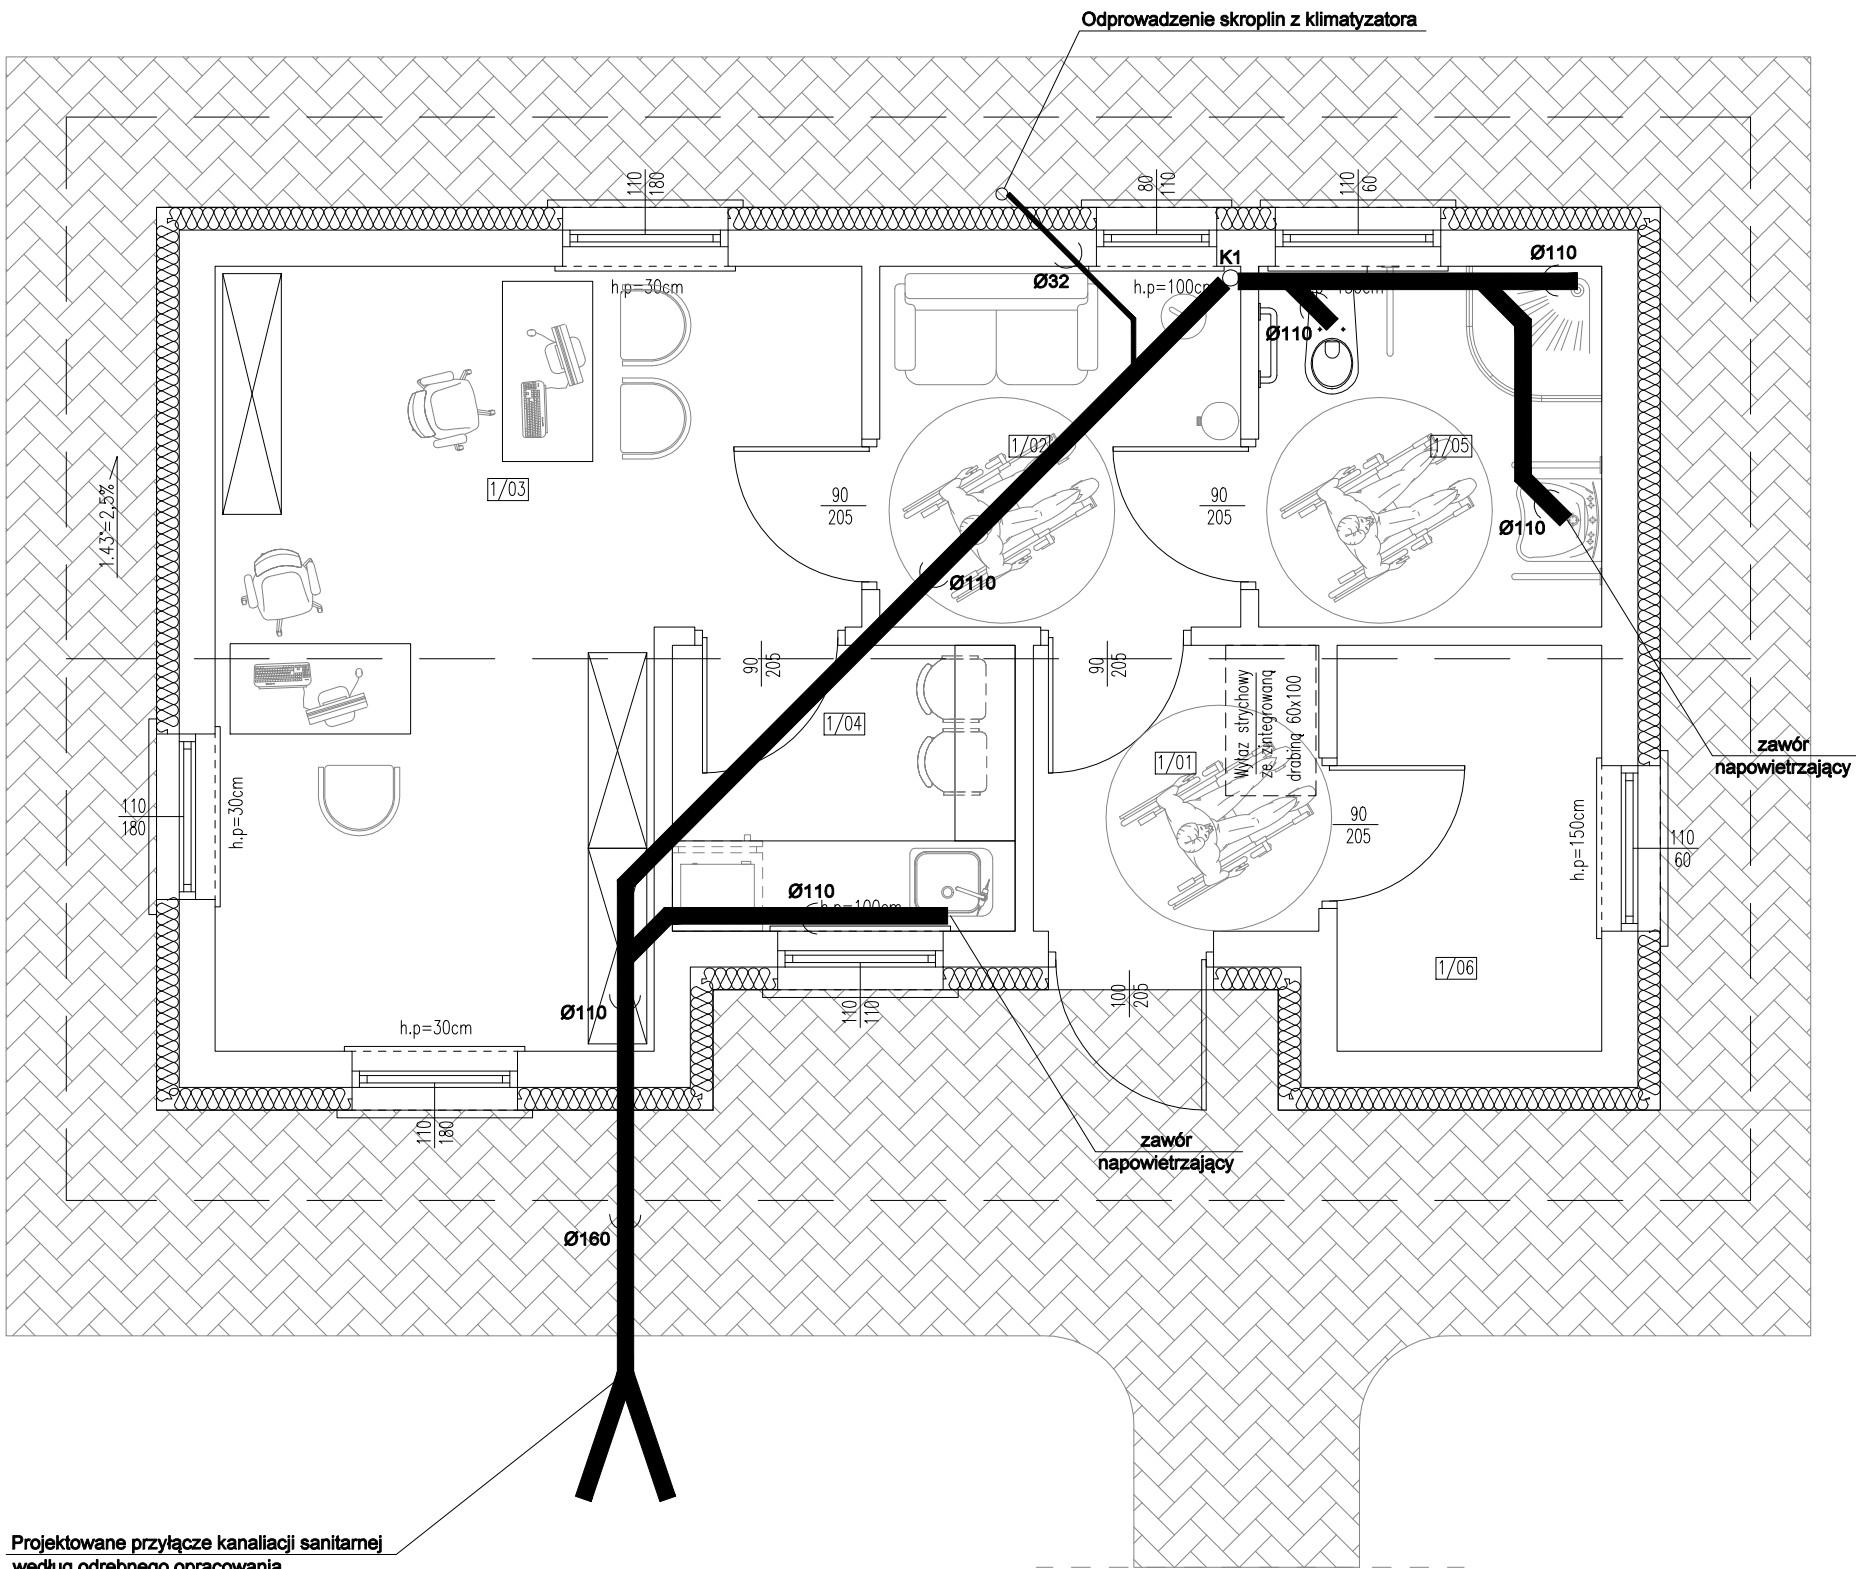 Odprowadzenie skroplin z klimatyzatora
110
180
80
110
110
60
K1
Ø110
Ø32
h.p=30cm
h.p=100cm
Ø110
1/02
1/05
1/03
90
205
90
205
1.43°=2,5%
Ø110
Ø110
90
205
90
205
Wyłaz strychowy
ze zintegrowaną
drabiną 60x100
1/04
1/01
zawór
napowietrzający
110
180
h.p=30cm
90
205
h.p=150cm
110
60
Ø110
h.p=100cm
1/06
Ø110
h.p=30cm
110
110
100
205
110
180
zawór
napowietrzający
Ø160
Projektowane przyłącze kanaliacji sanitarnej
według odrębnego opracowania